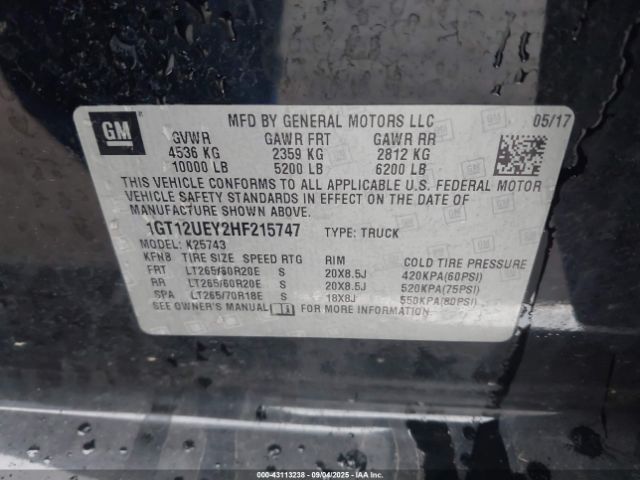 GM
MFD BY GENERAL MOTORS LLC 05/17
GVWR GAWR FRT GAWR RR
4536 KG 2359 KG 2812 KG
10000 LB 5200 LB 6200 LB
THIS VEHICLE CONFORMS TO ALL APPLICABLE U.S. FEDERAL MOTOR
VEHICLE SAFETY STANDARDS IN EFFECT ON THE DATE OF
MANUFACTURE SHOWN ABOVE.
1GT12UEY2HF215747 TYPE: TRUCK
MODEL: K25743
KFN8 TIRE SIZE SPEED RTG RIM COLD TIRE PRESSURE
FRT LT265/60R20E S 20X8.5J 420KPA(60PSI)
RR LT265/60R20E S 20X8.5J 520KPA(75PSI)
SPA LT265/70R18E S 18X8J 550KPA(80PSI)
SEE OWNER'S MANUAL FOR MORE INFORMATION.
000-43113238 - 09/04/2025 - IAAI.COM